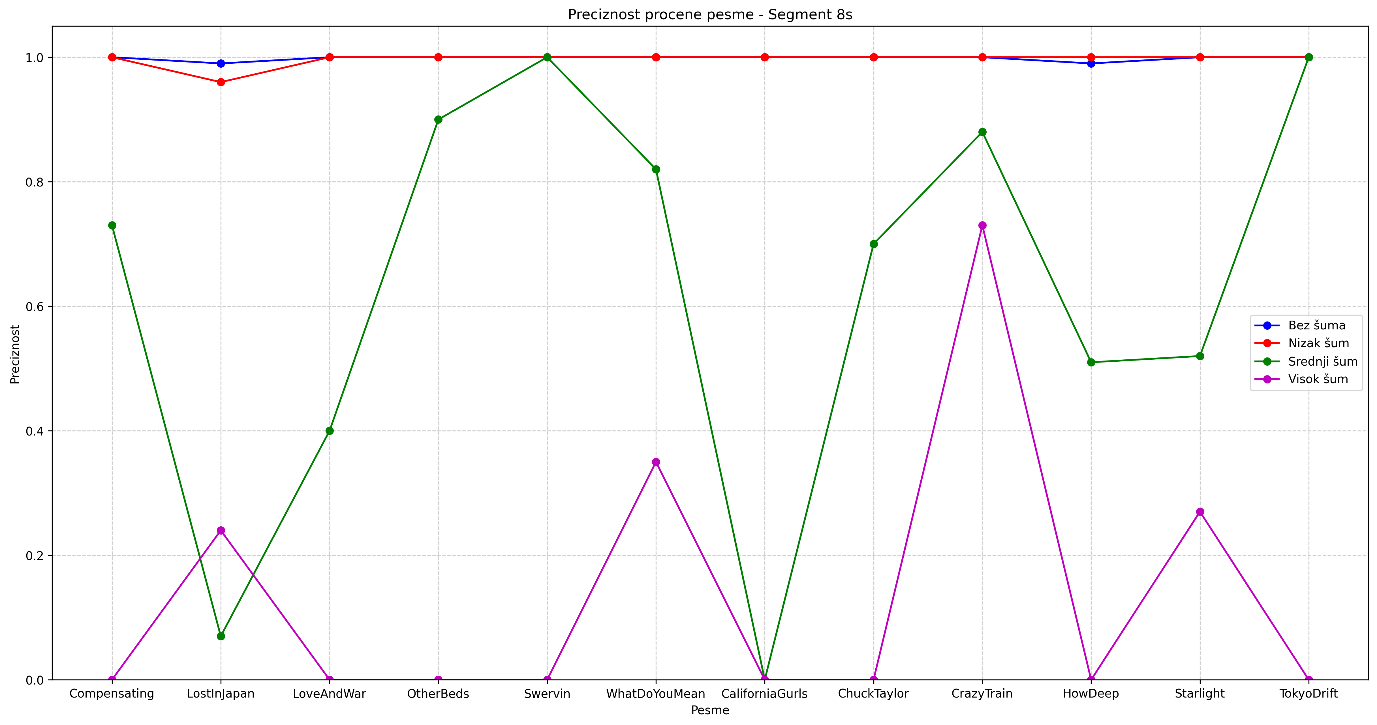 Preciznost procene pesme - Segment 8s
1.0
0.8
0.6
0.4
0.2
0.0
Preciznost
Bez šuma
Nizak šum
Srednji šum
Visok šum
Compensating LostInJapan LoveAndWar OtherBeds Swervin WhatDoYouMean CaliforniaGurls ChuckTaylor CrazyTrain HowDeep Starlight TokyoDrift
Pesme